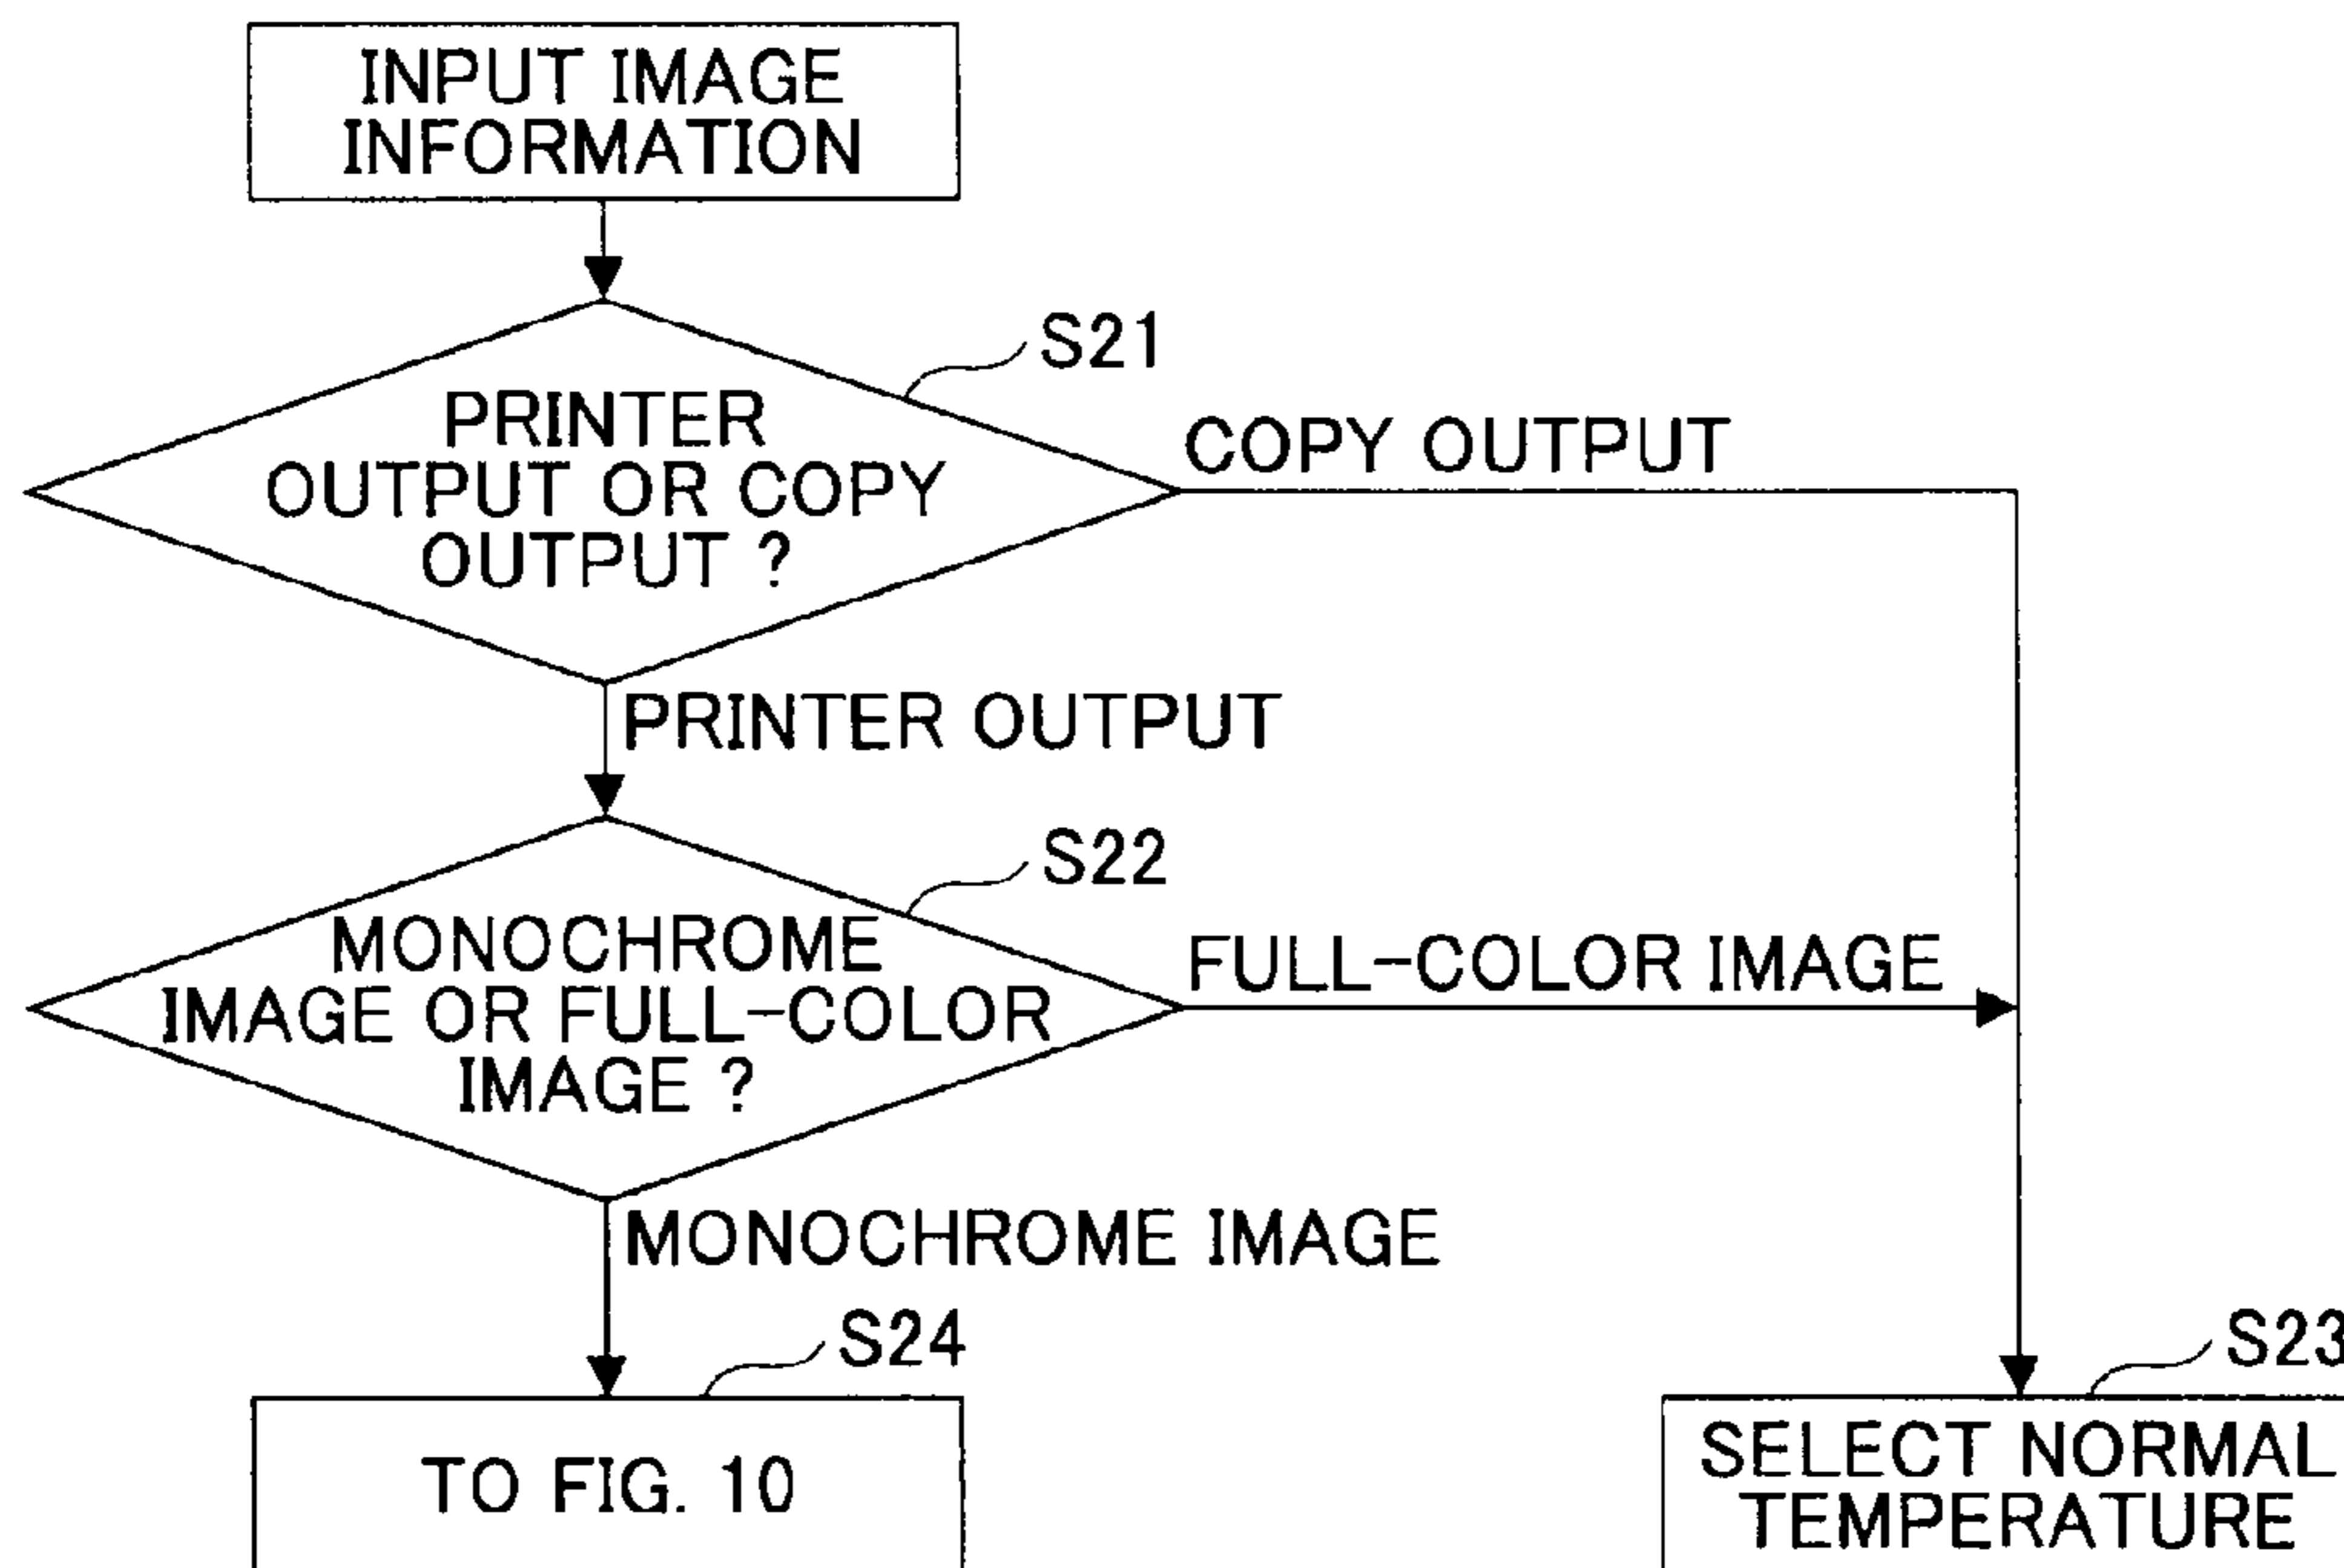 INPUT IMAGE
INFORMATION
S21
PRINTER
OUTPUT OR COPY
OUTPUT ?
COPY OUTPUT
PRINTER OUTPUT
S22
MONOCHROME
IMAGE OR FULL-COLOR
IMAGE ?
FULL-COLOR IMAGE
MONOCHROME IMAGE
S24
TO FIG. 10
S23
SELECT NORMAL
TEMPERATURE